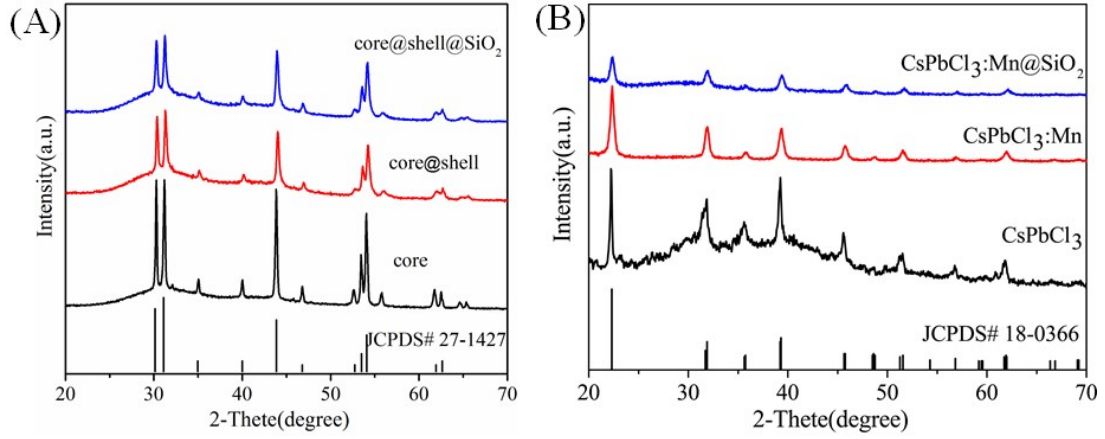 (A)
core@shell@SiO₂
core@shell
core
JCPDS# 27-1427
Intensity(a.u.)
20 30 40 50 60 70
2-Thete(degree)
(B)
CsPbCl₃:Mn@SiO₂
CsPbCl₃:Mn
CsPbCl₃
JCPDS# 18-0366
Intensity(a.u.)
20 30 40 50 60 70
2-Thete(degree)